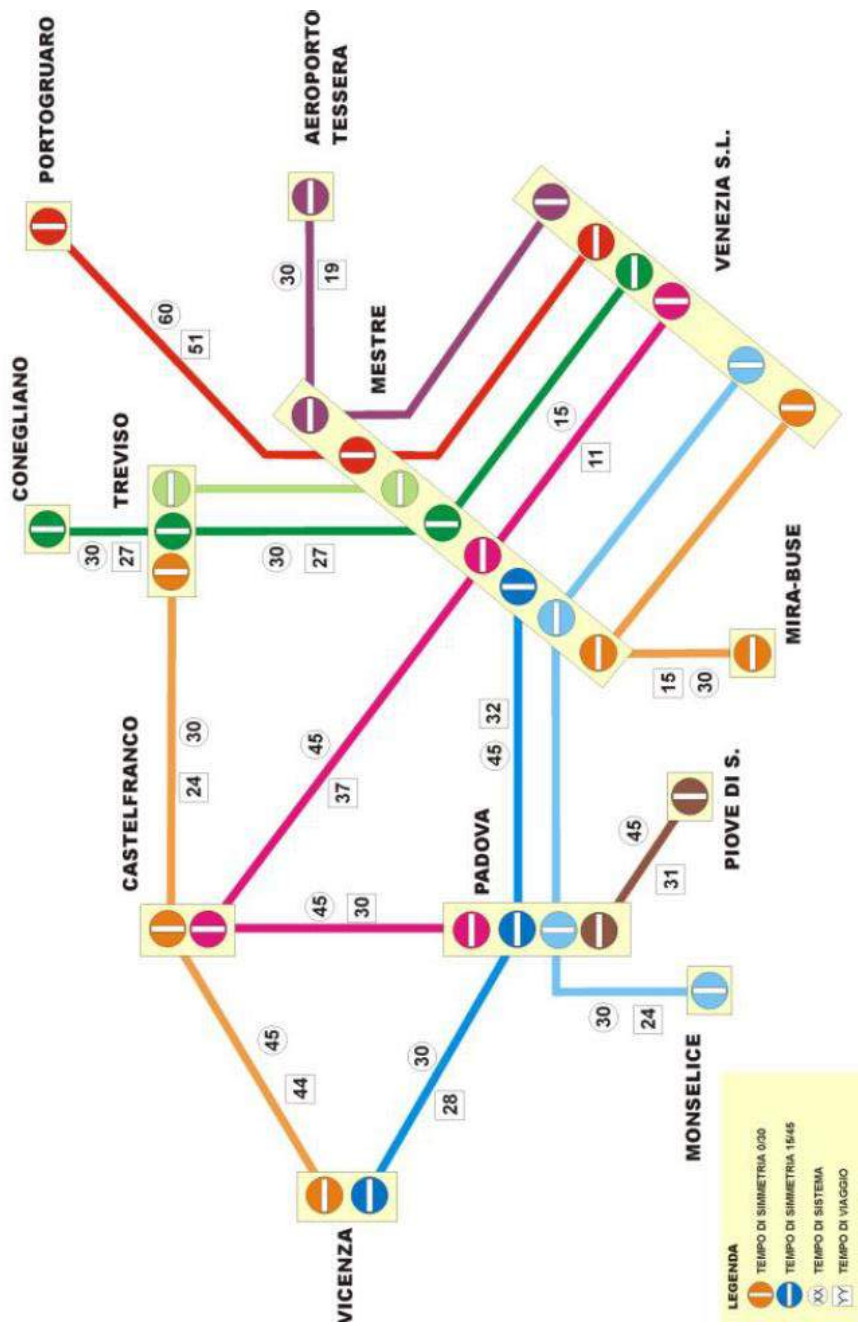 CONEGLIANO
PORTOGRUARO
30
27
60
51
TREVISO
CASTELFRANCO
30
24
30
27
45
44
AEROPORTO
TESSERA
30
19
45
30
45
37
VICENZA
MESTRE
30
28
PADOVA
45
32
15
11
30
24
45
31
15
30
MONSELICE
VENEZIA S.L.
PIOVE DI S.
MIRA-BUSE
LEGENDA
TEMPO DI SIMMETRIA 0/30
TEMPO DI SIMMETRIA 15/45
XX TEMPO DI SISTEMA
YY TEMPO DI VIAGGIO